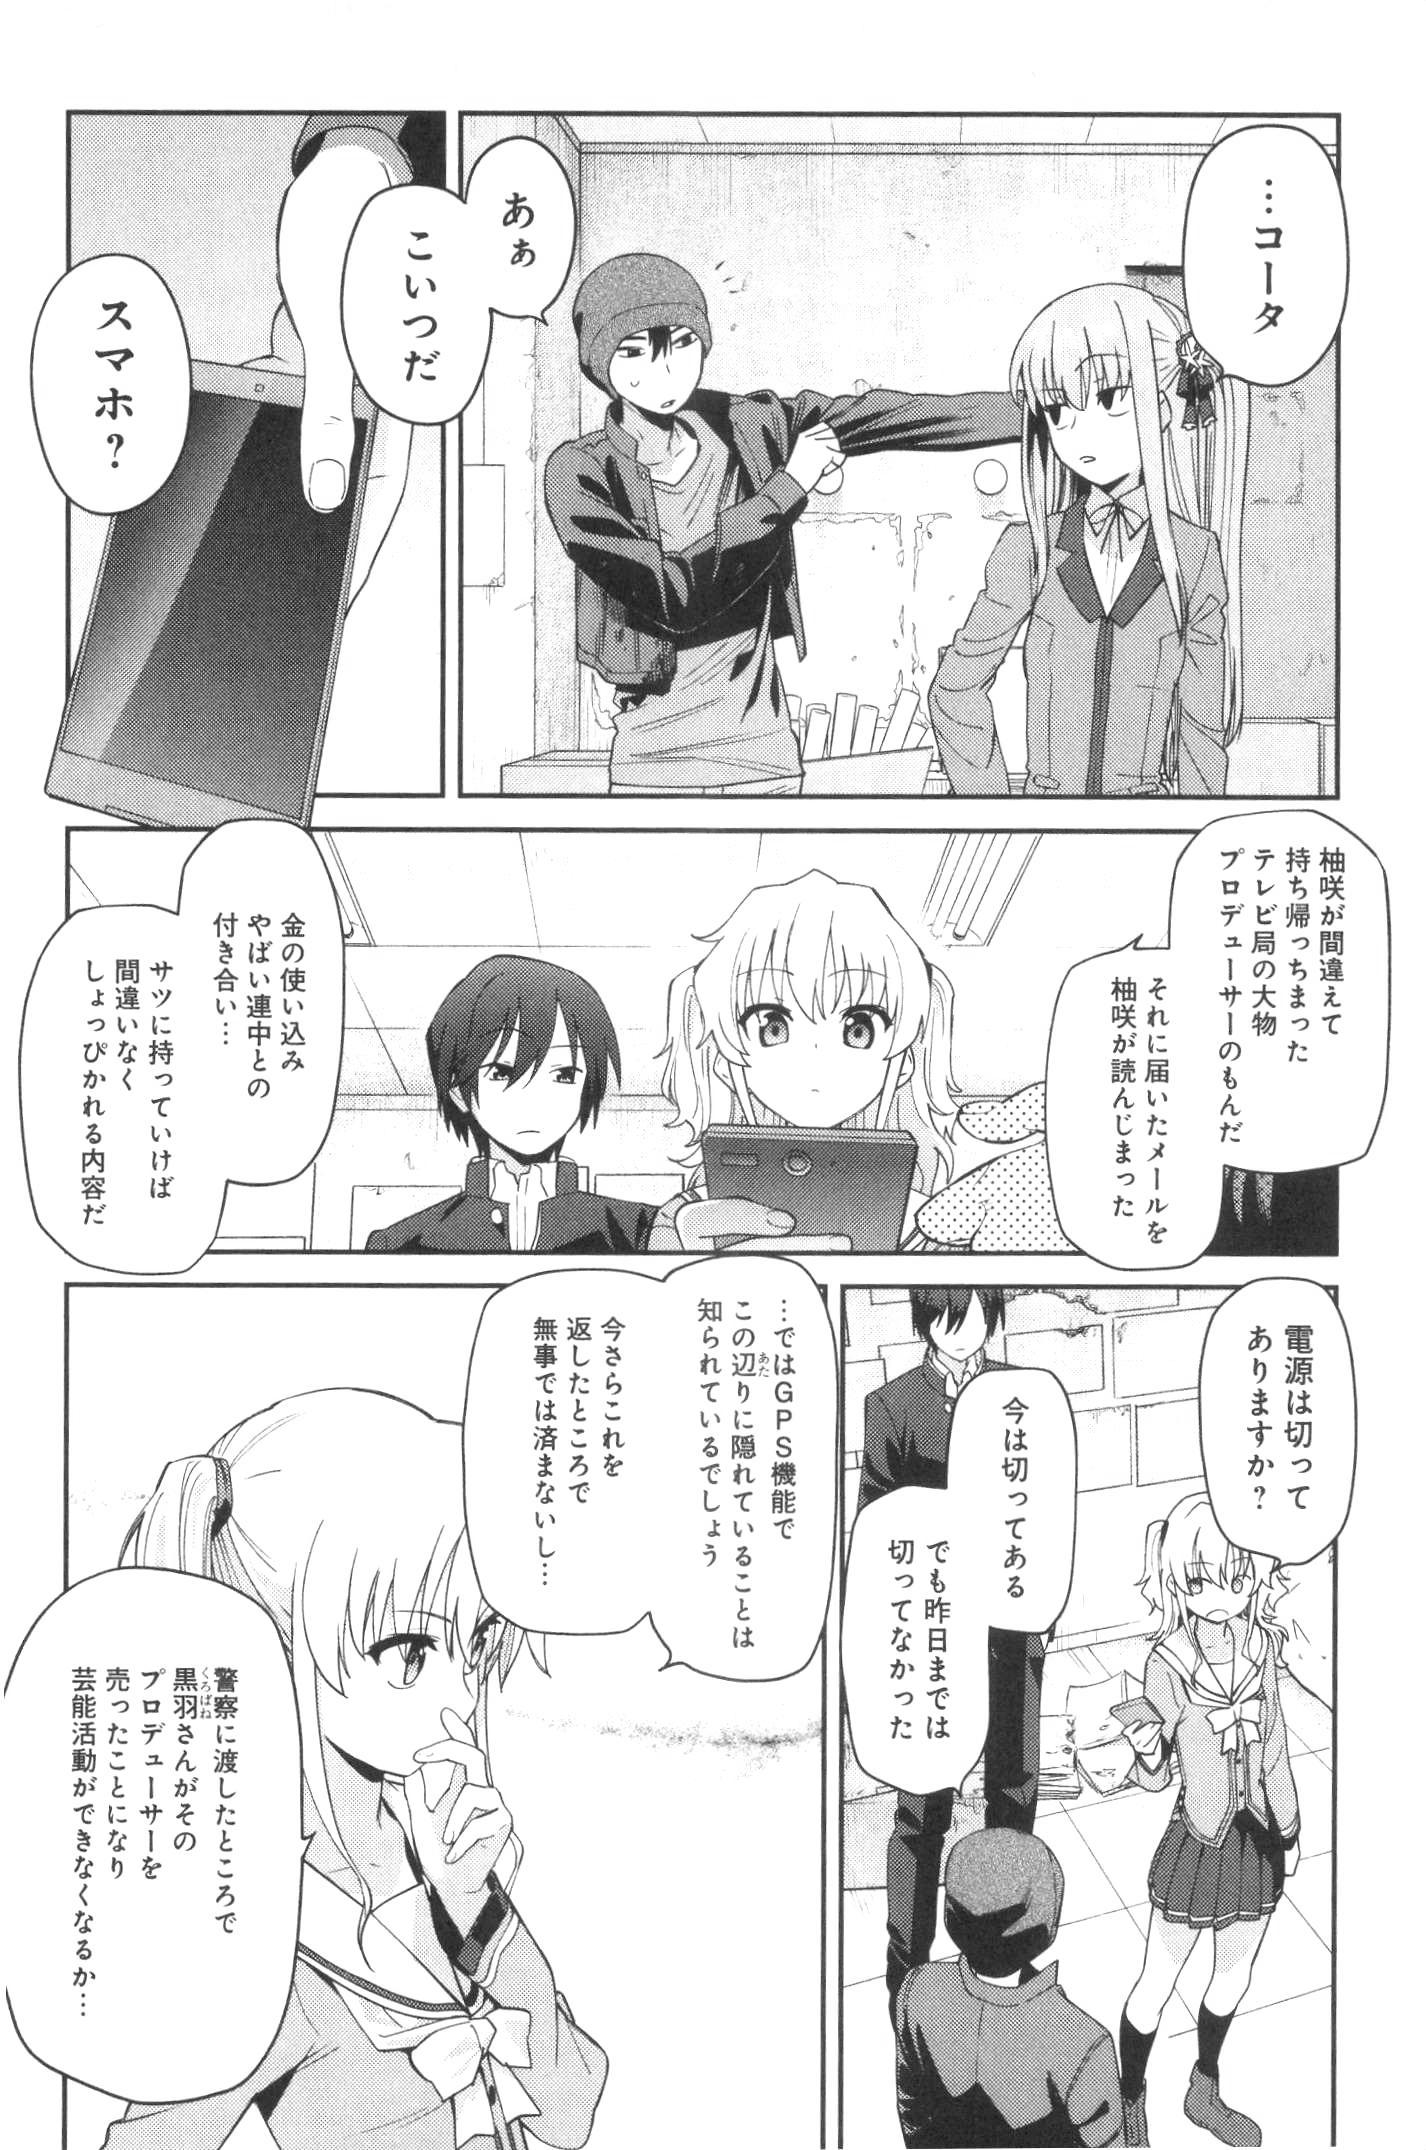 …コータ
あぁ
こいつだ
スマホ？
柚咲が間違えて
持ち帰っちまった
テレビ局の大物
プロデューサーのもんだ
それに届いたメールを
柚咲が読んじまった
金の使い込み
やばい連中との
付き合い…
サツに持っていけば
間違いなく
しょっぴかれる内容だ
電源は切って
ありますか？
今は切ってある
でも昨日までは
切ってなかった
…ではGPS機能で
この辺りに隠れていることは
あた
知られているでしょう
今さらこれを
返したところで
無事では済まないし…
警察に渡したところで
黒羽さんがその
くろばね
プロデューサーを
売ったことになり
芸能活動ができなくなるか…